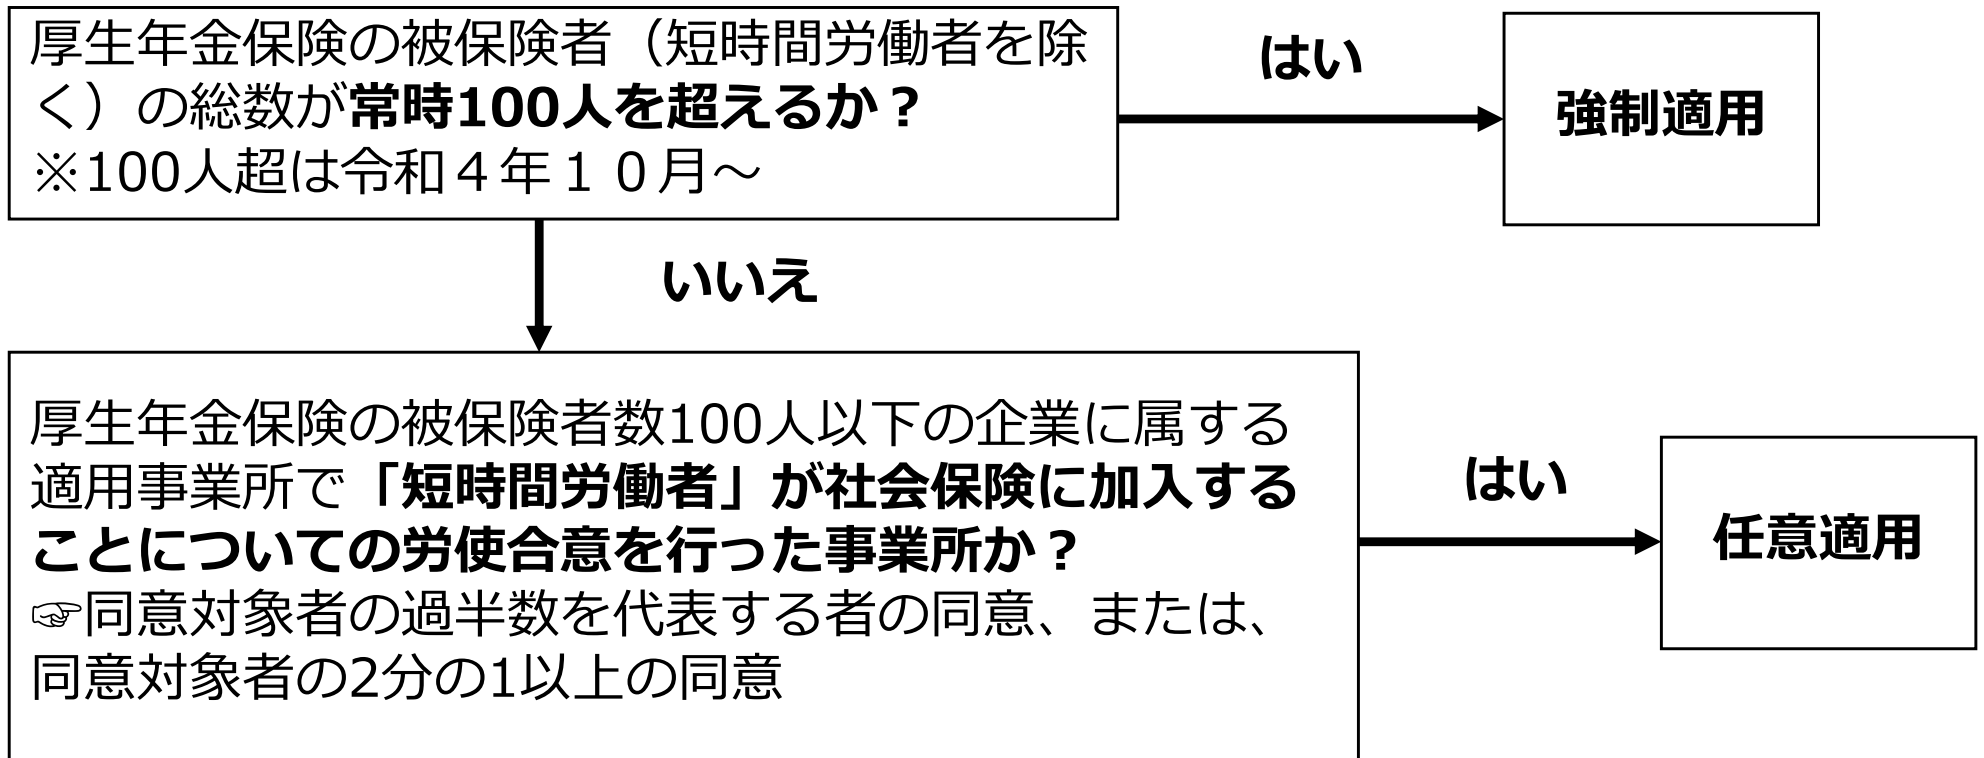 厚生年金保険の被保険者（短時間労働者を除
く）の総数が常時100人を超えるか？
※100人超は令和４年１０月～
はい
強制適用
いいえ
厚生年金保険の被保険者数100人以下の企業に属する
適用事業所で「短時間労働者」が社会保険に加入する
ことについての労使合意を行った事業所か？
☞同意対象者の過半数を代表する者の同意、または、
同意対象者の2分の1以上の同意
はい
任意適用